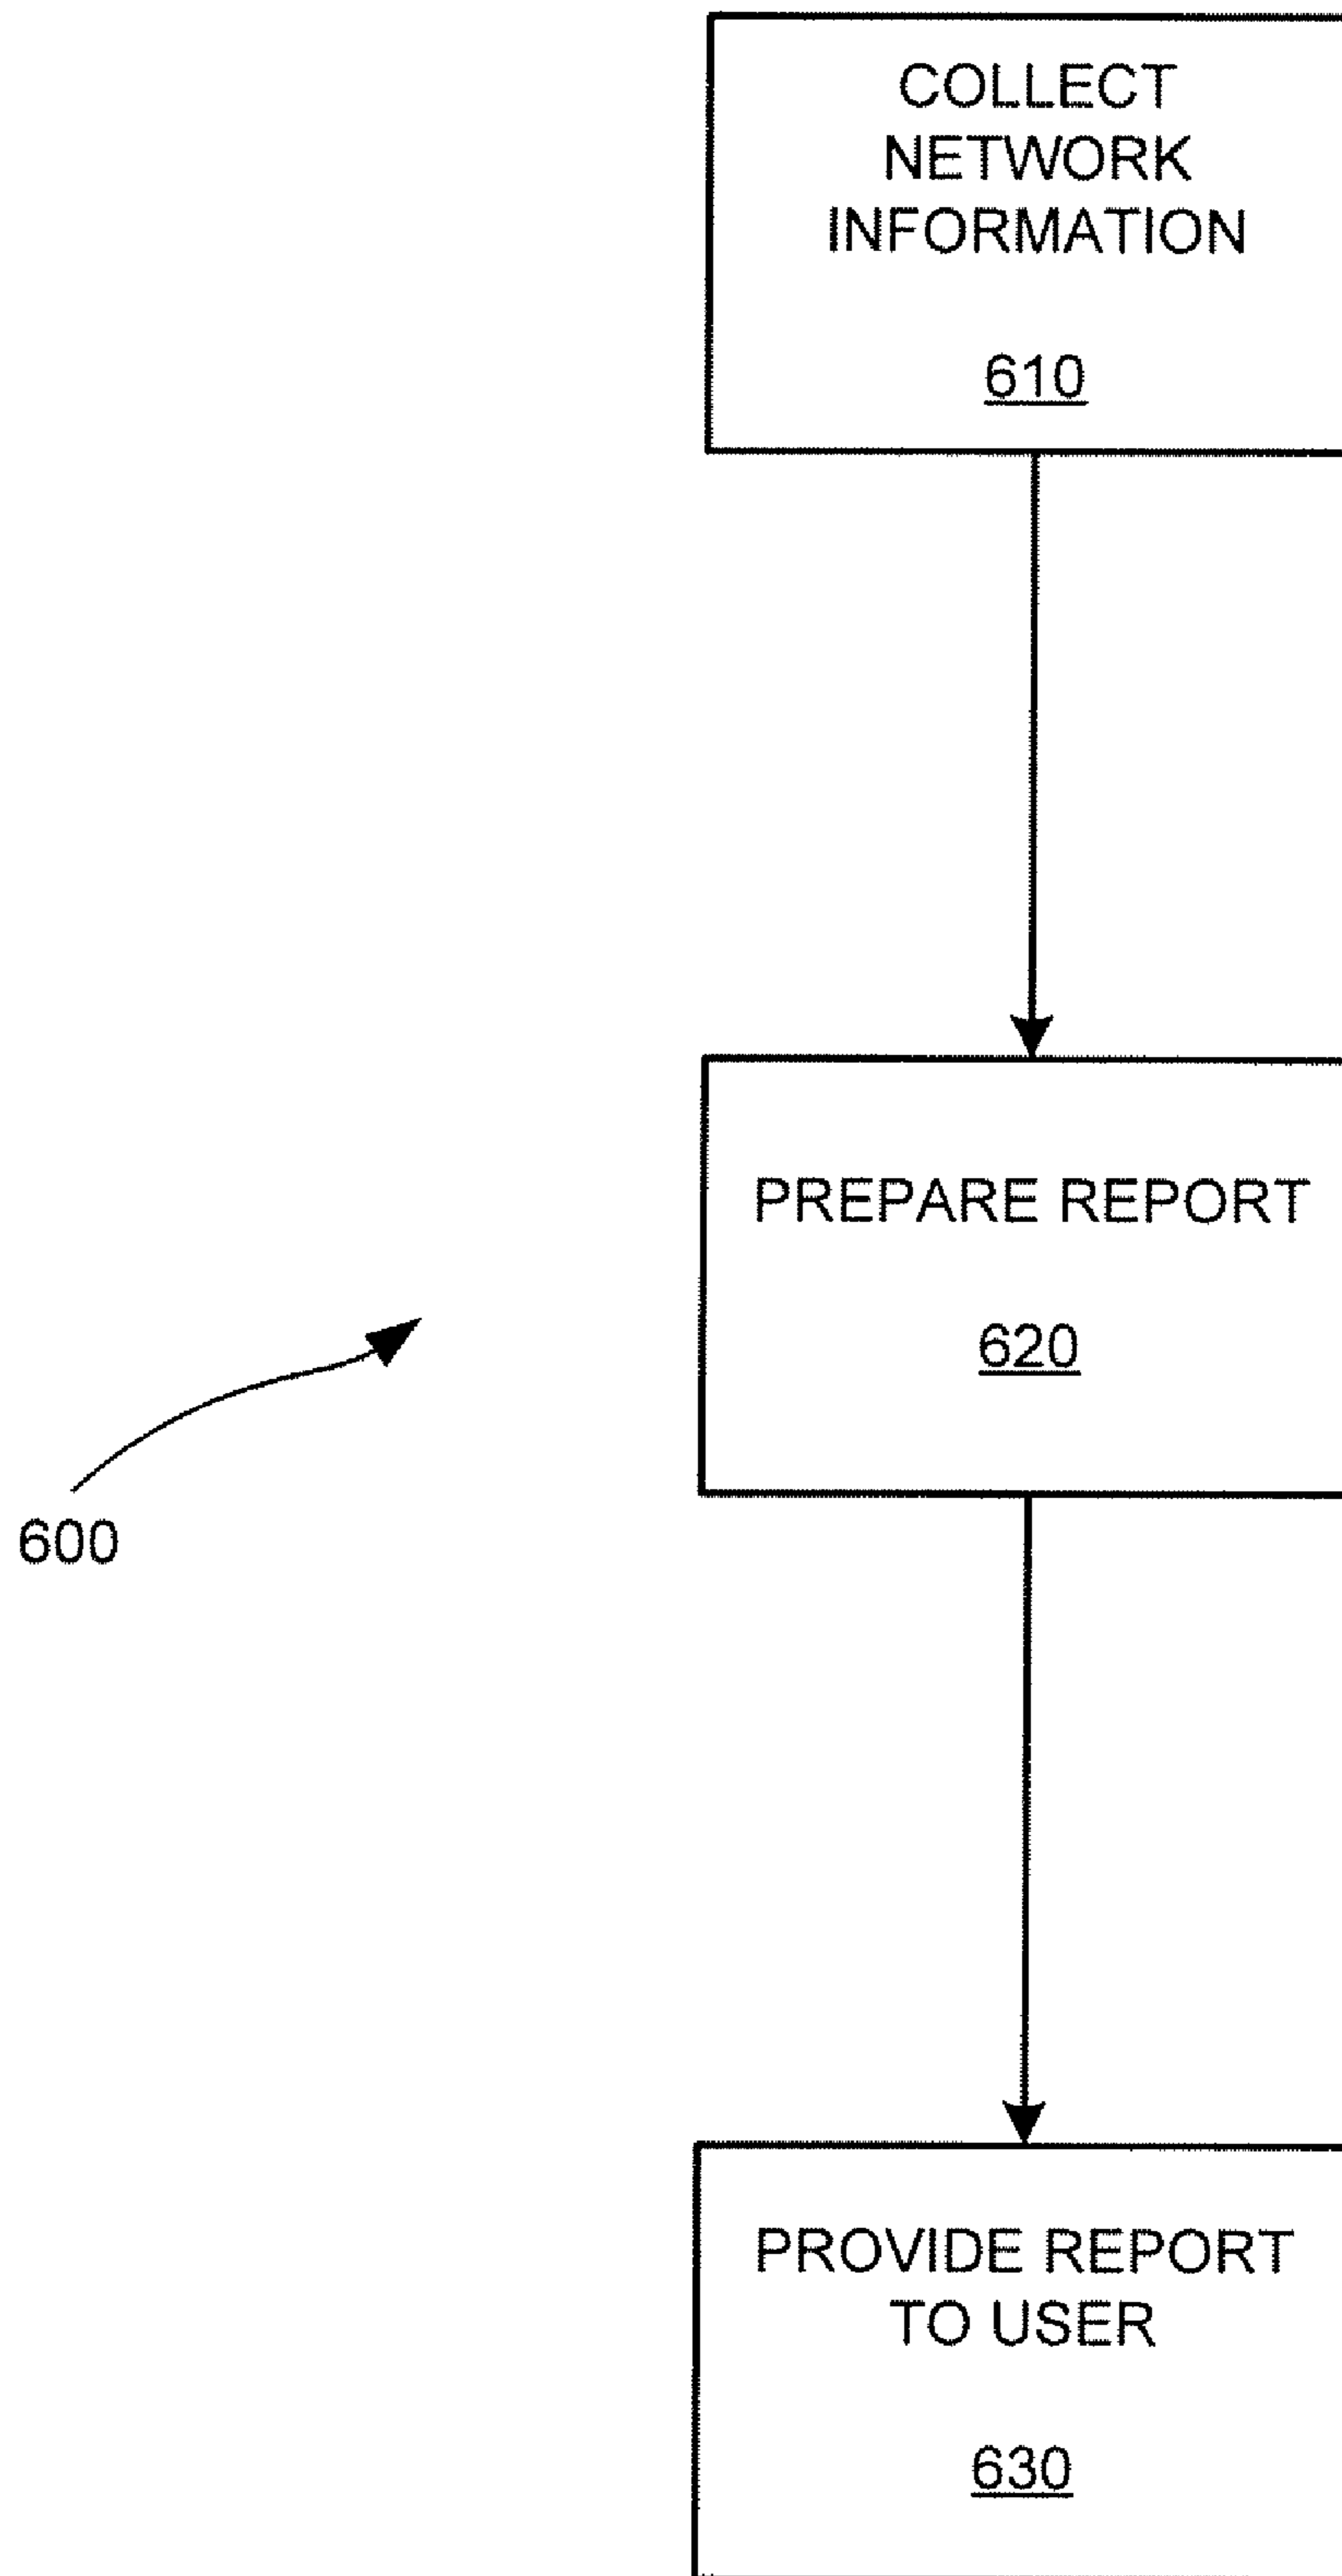 COLLECT
NETWORK
INFORMATION
610
PREPARE REPORT
620
600
PROVIDE REPORT
TO USER
630